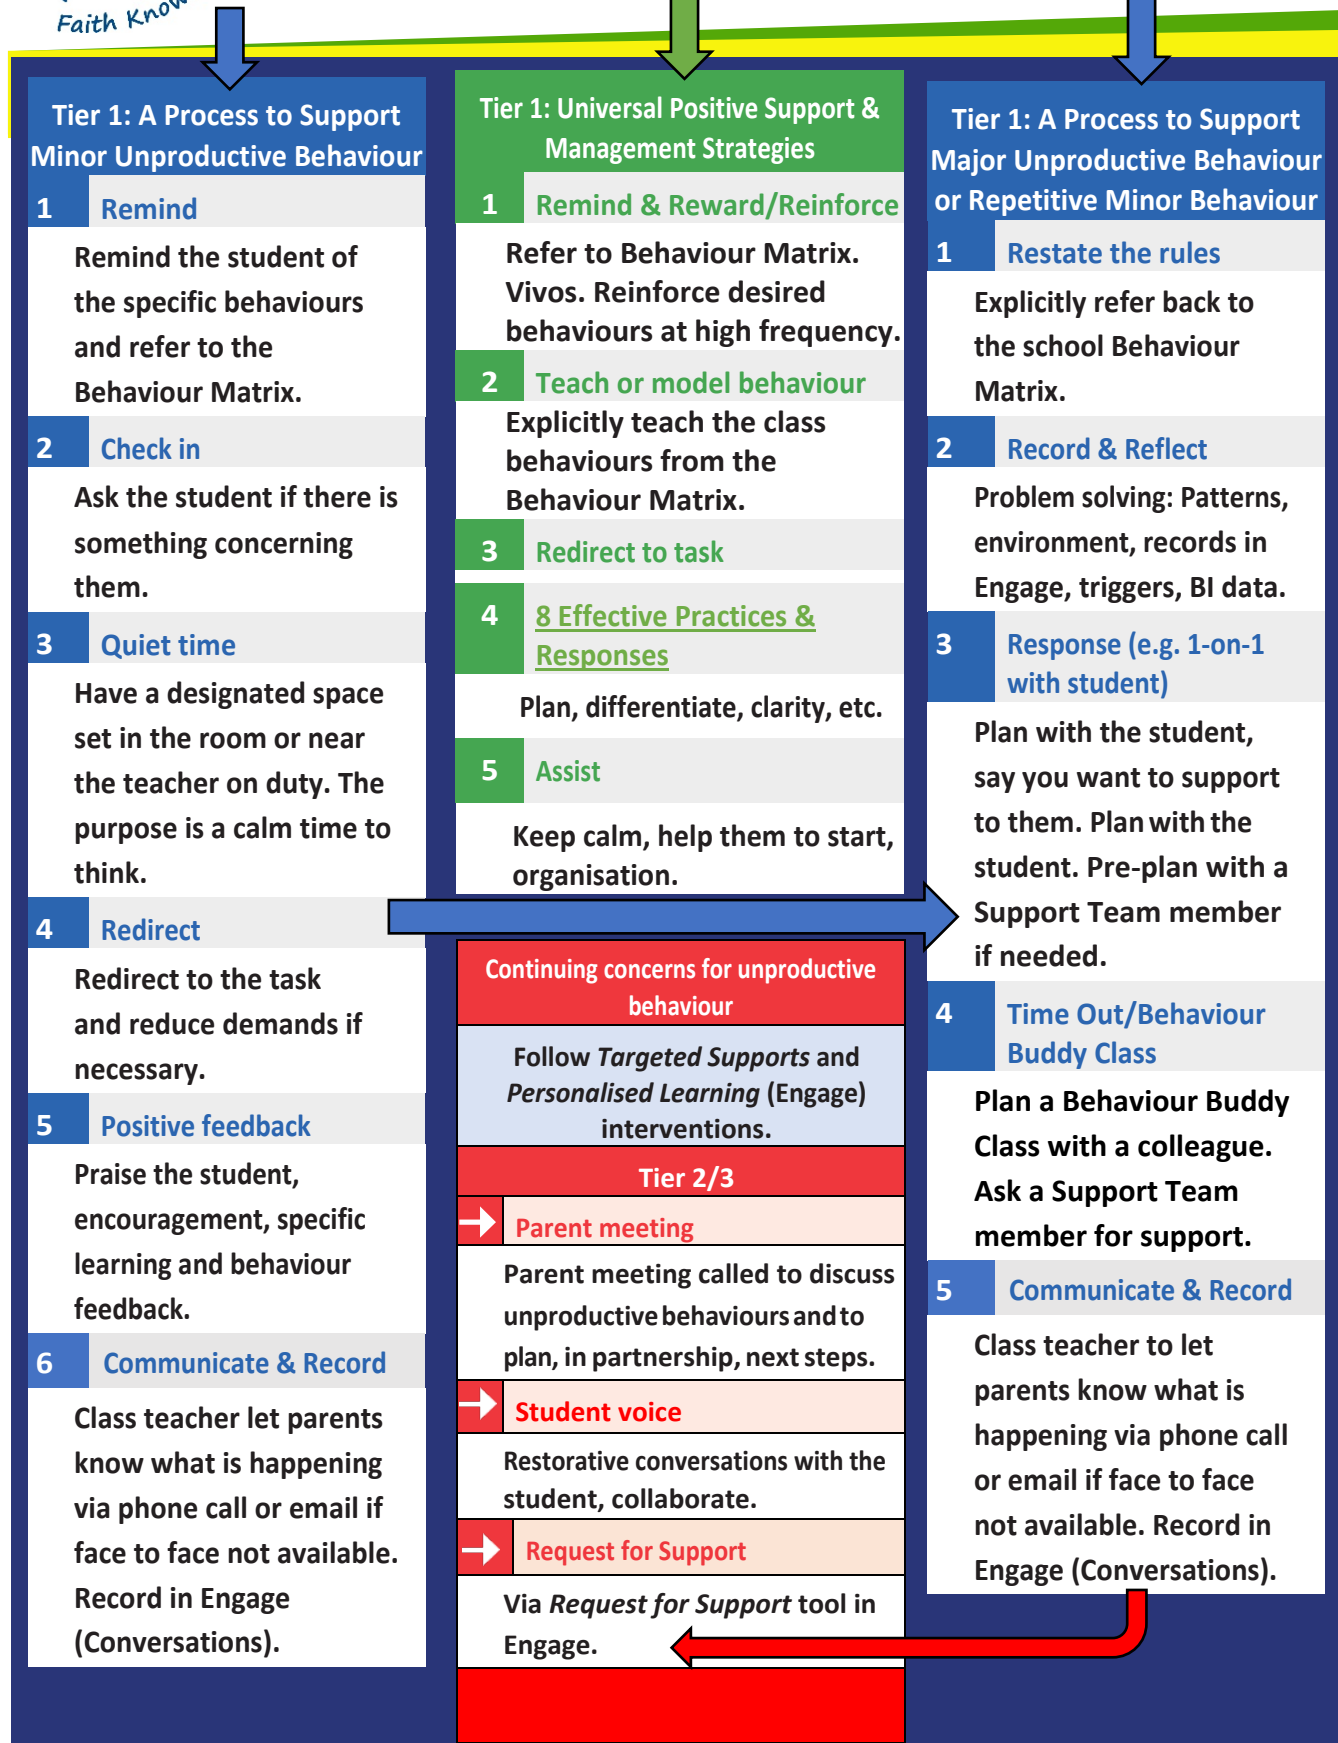 Faith Know
Tier 1: A Process to Support
Minor Unproductive Behaviour
1 Remind
Remind the student of
the specific behaviours
and refer to the
Behaviour Matrix.
2 Check in
Ask the student if there is
something concerning
them.
3 Quiet time
Have a designated space
set in the room or near
the teacher on duty. The
purpose is a calm time to
think.
4 Redirect
Redirect to the task
and reduce demands if
necessary.
5 Positive feedback
Praise the student,
encouragement, specific
learning and behaviour
feedback.
6 Communicate & Record
Class teacher let parents
know what is happening
via phone call or email if
face to face not available.
Record in Engage
(Conversations).
Tier 1: Universal Positive Support &
Management Strategies
1 Remind & Reward/Reinforce
Refer to Behaviour Matrix.
Vivos. Reinforce desired
behaviours at high frequency.
2 Teach or model behaviour
Explicitly teach the class
behaviours from the
Behaviour Matrix.
3 Redirect to task
4 8 Effective Practices &
Responses
Plan, differentiate, clarity, etc.
5 Assist
Keep calm, help them to start,
organisation.
Continuing concerns for unproductive
behaviour
Follow Targeted Supports and
Personalised Learning (Engage)
interventions.
Tier 2/3
Parent meeting
Parent meeting called to discuss
unproductive behaviours and to
plan, in partnership, next steps.
Student voice
Restorative conversations with the
student, collaborate.
Request for Support
Via Request for Support tool in
Engage.
Tier 1: A Process to Support
Major Unproductive Behaviour
or Repetitive Minor Behaviour
1 Restate the rules
Explicitly refer back to
the school Behaviour
Matrix.
2 Record & Reflect
Problem solving: Patterns,
environment, records in
Engage, triggers, BI data.
3 Response (e.g. 1-on-1
with student)
Plan with the student,
say you want to support
to them. Plan with the
student. Pre-plan with a
Support Team member
if needed.
4 Time Out/Behaviour
Buddy Class
Plan a Behaviour Buddy
Class with a colleague.
Ask a Support Team
member for support.
5 Communicate & Record
Class teacher to let
parents know what is
happening via phone call
or email if face to face
not available. Record in
Engage (Conversations).